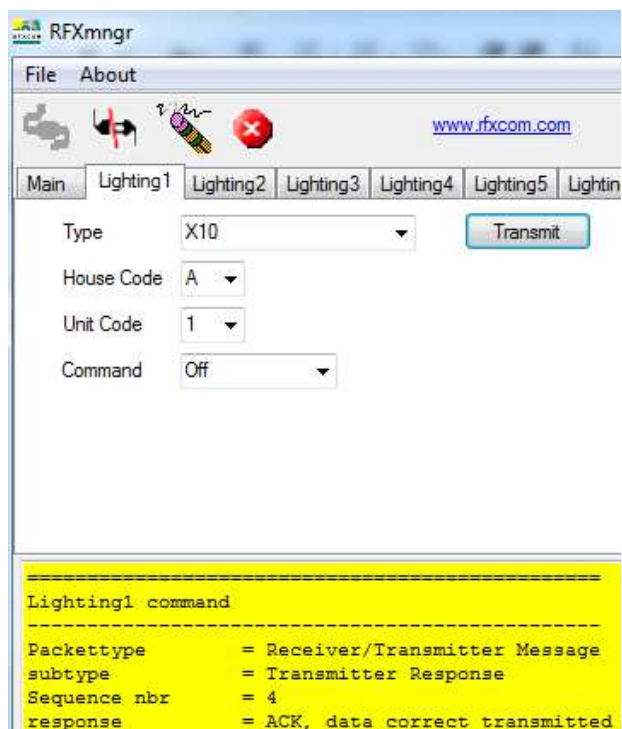 RFXmngr
File About
www.rfxcom.com
Main Lighting1 Lighting2 Lighting3 Lighting4 Lighting5 Lightin
Type X10 Transmit
House Code A
Unit Code 1
Command Off
==================================================
Lighting1 command
--------------------------------------------------
Packettype = Receiver/Transmitter Message
subtype = Transmitter Response
Sequence nbr = 4
response = ACK, data correct transmitted